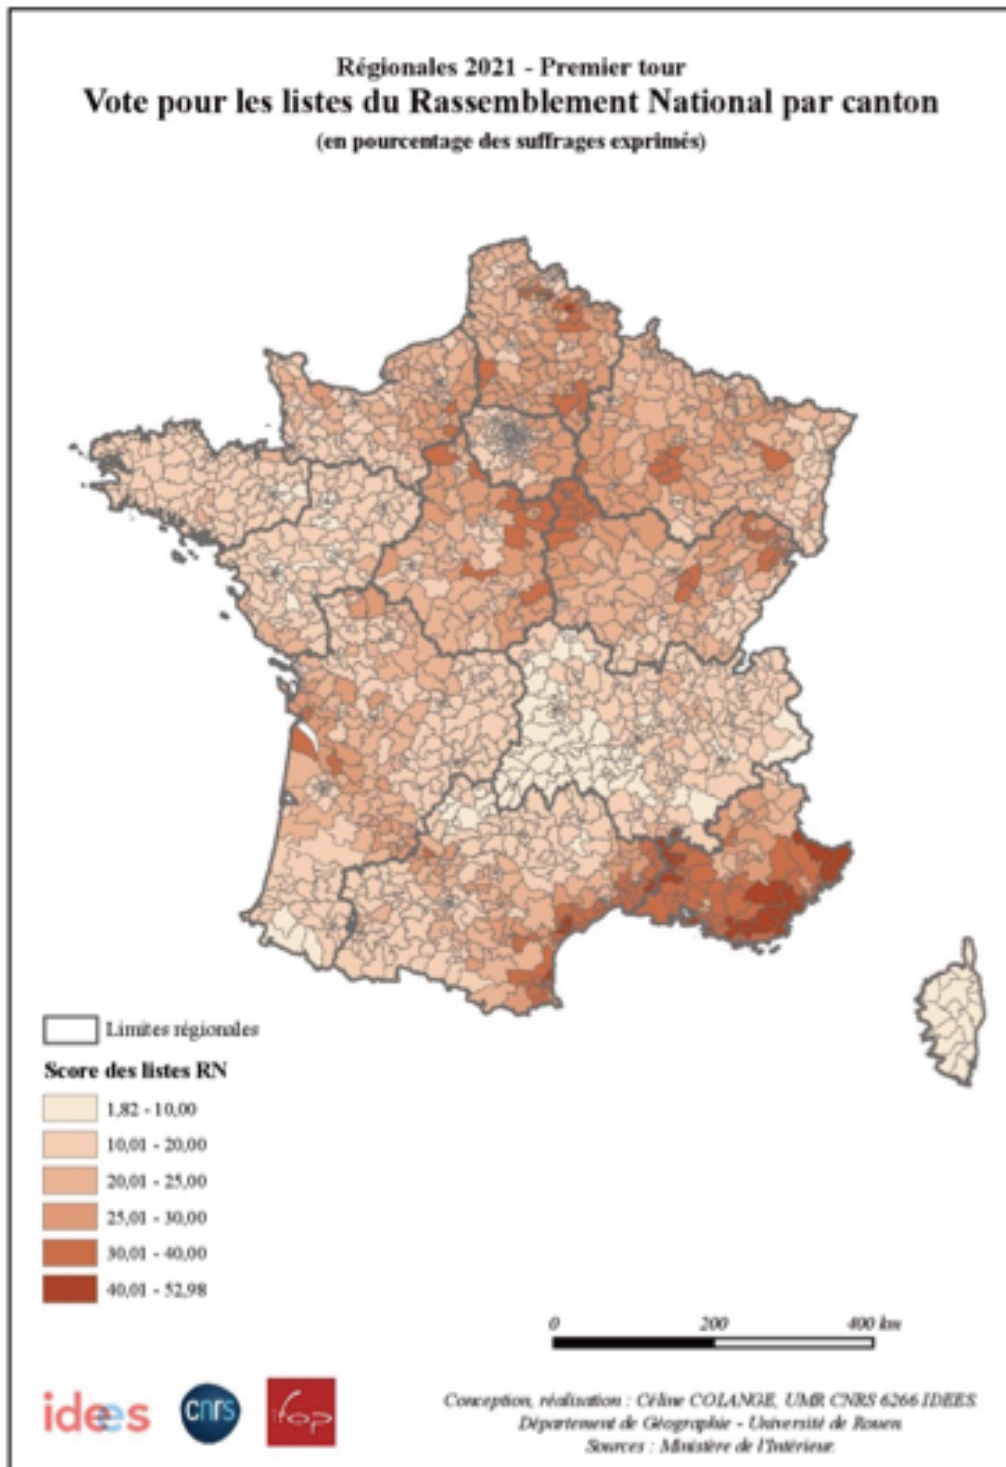 Régionales 2021 - Premier tour
Vote pour les listes du Rassemblement National par canton
(en pourcentage des suffrages exprimés)
Limites régionales
Score des listes RN
1,82 - 10,00
10,01 - 20,00
20,01 - 25,00
25,01 - 30,00
30,01 - 40,00
40,01 - 52,98
0 200 400 km
idees cnrs ifop
Conception, réalisation : Céline COLANGE, UMR CNRS 6266 IDEES.
Département de Géographie - Université de Rouen
Sources : Ministère de l'Intérieur.